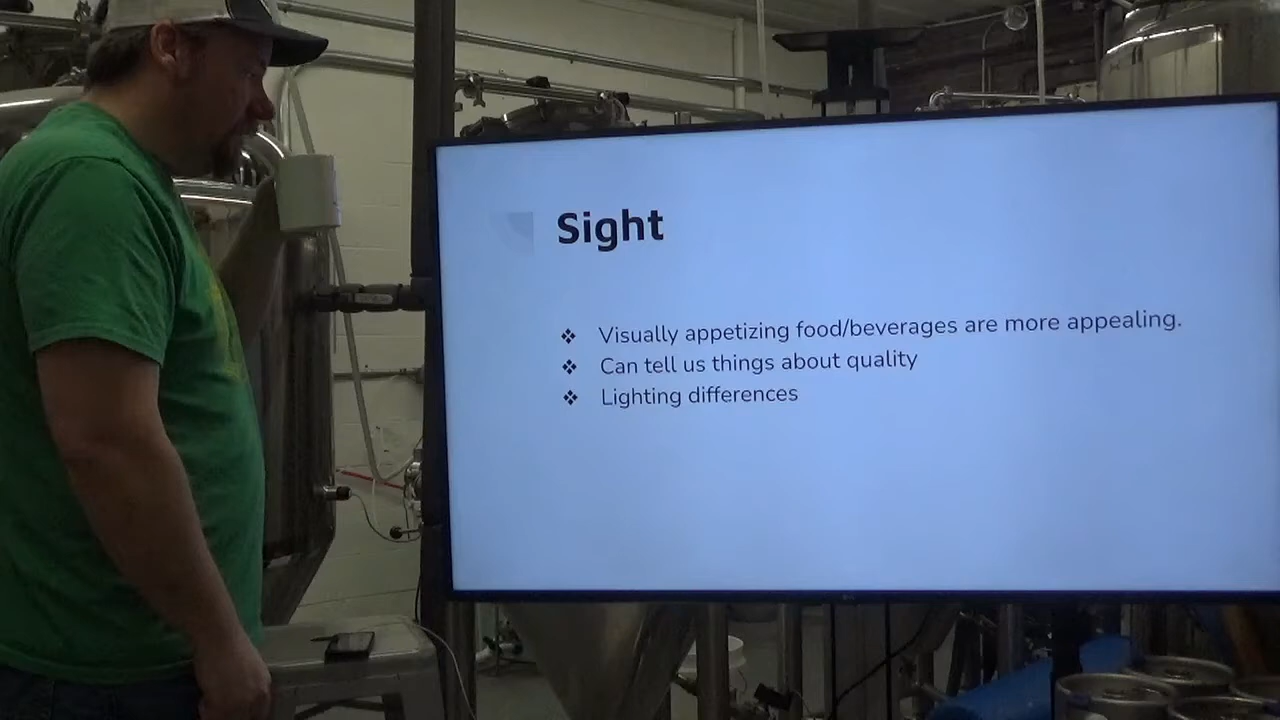 Sight
❖ Visually appetizing food/beverages are more appealing.
❖ Can tell us things about quality
❖ Lighting differences